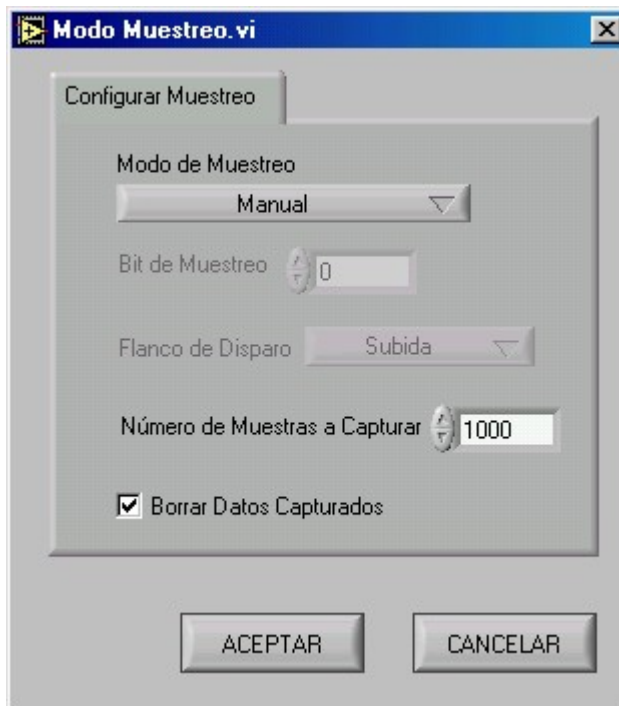 Modo Muestreo.vi
Configurar Muestreo
Modo de Muestreo
Manual
Bit de Muestreo 0
Flanco de Disparo Subida
Número de Muestras a Capturar 1000
Borrar Datos Capturados
ACEPTAR CANCELAR